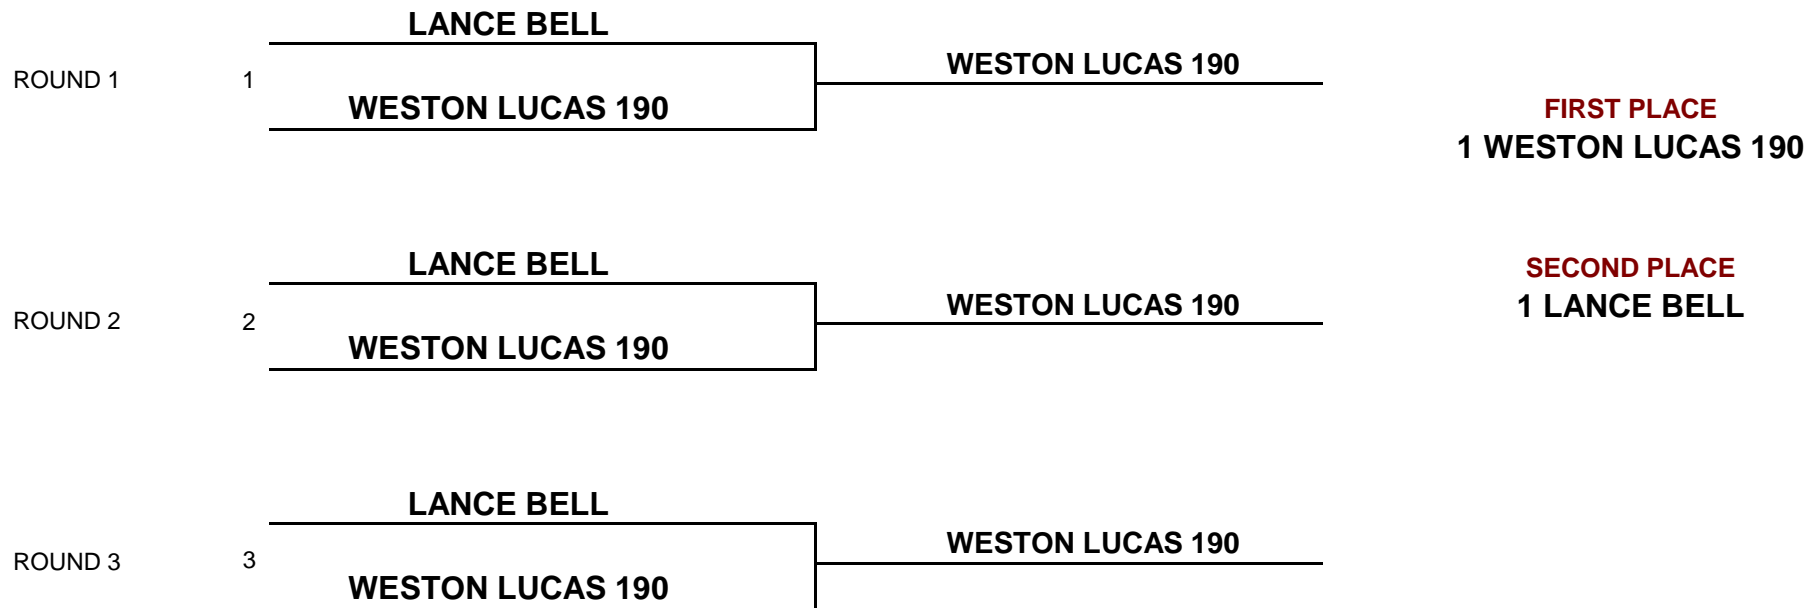 LANCE BELL
ROUND 1
1
WESTON LUCAS 190
WESTON LUCAS 190
FIRST PLACE
1 WESTON LUCAS 190
LANCE BELL
ROUND 2
2
WESTON LUCAS 190
WESTON LUCAS 190
SECOND PLACE
1 LANCE BELL
LANCE BELL
ROUND 3
3
WESTON LUCAS 190
WESTON LUCAS 190